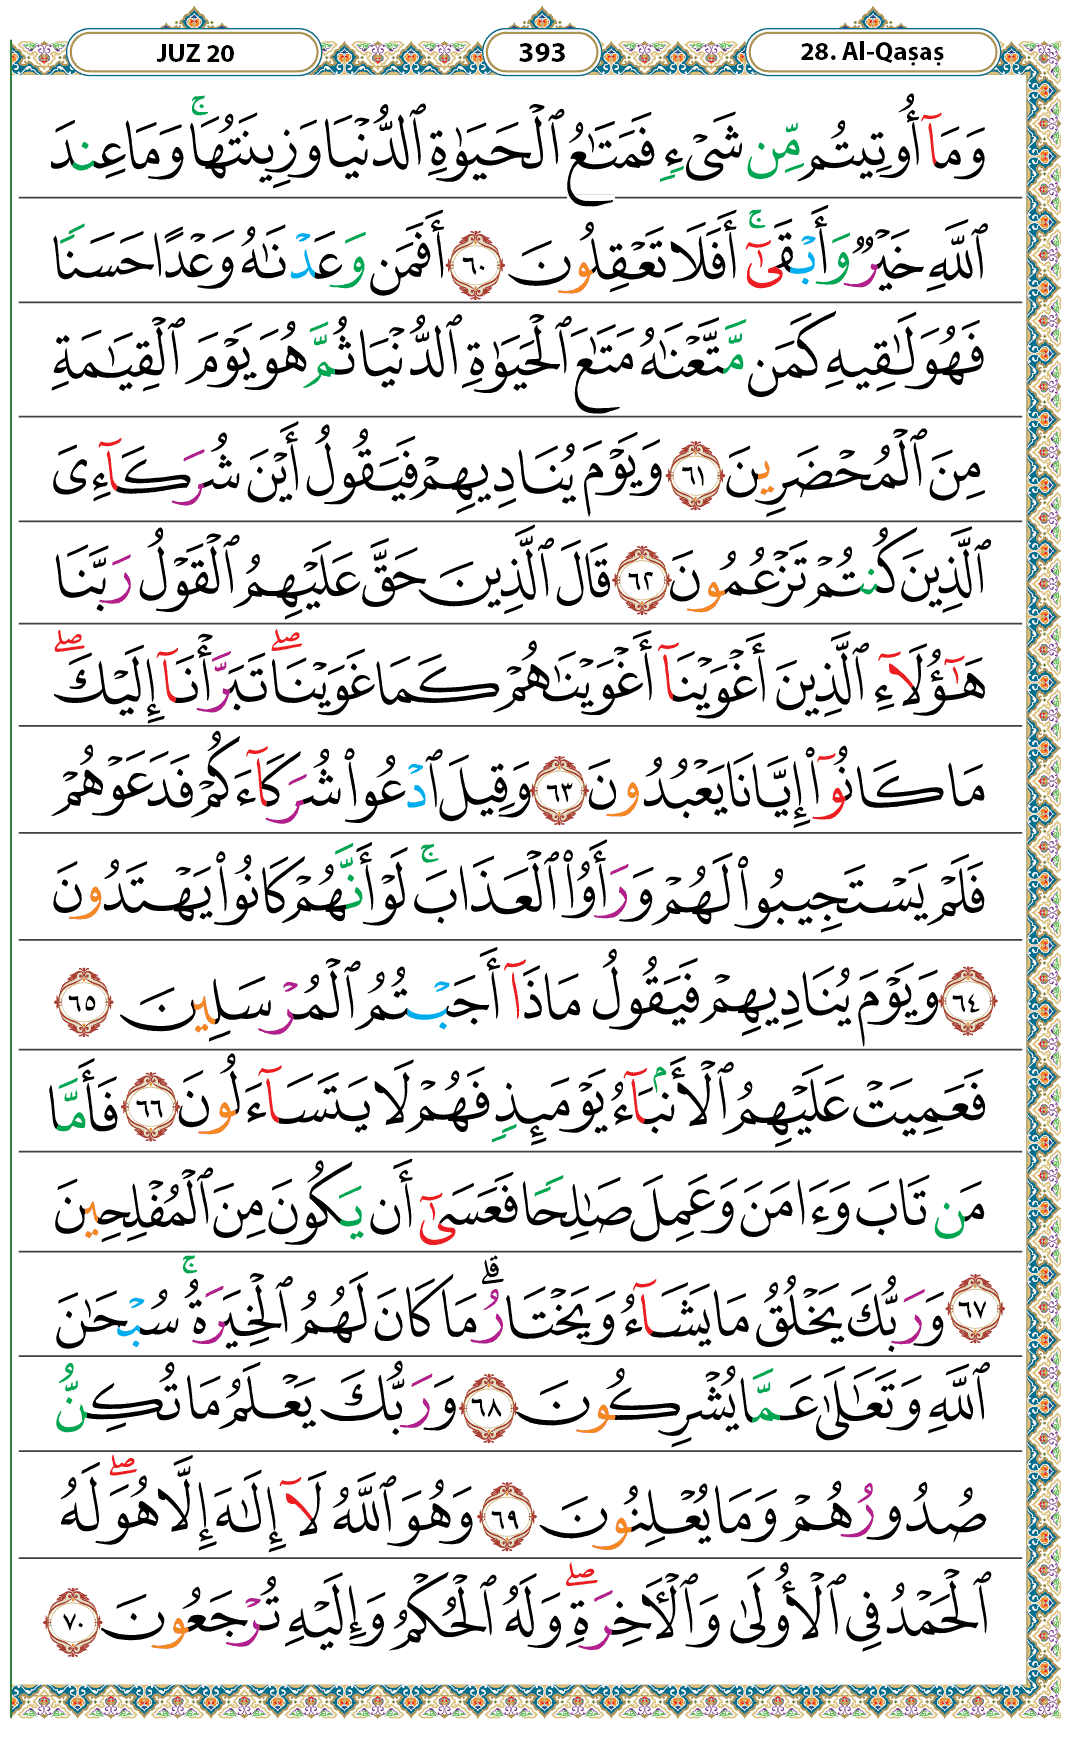 JUZ 20
393
28. Al-Qaṣaṣ
وَمَآ أُوتِيتُم مِّن شَىْءٍ فَمَتَٰعُ ٱلْحَيَوٰةِ ٱلدُّنْيَا وَزِينَتُهَا ۚ وَمَا عِندَ
ٱللَّهِ خَيْرٌ وَأَبْقَىٰٓ ۚ أَفَلَا تَعْقِلُونَ ٦٠ أَفَمَن وَعَدْنَٰهُ وَعْدًا حَسَنًا
فَهُوَ لَٰقِيهِ كَمَن مَّتَّعْنَٰهُ مَتَٰعَ ٱلْحَيَوٰةِ ٱلدُّنْيَا ثُمَّ هُوَ يَوْمَ ٱلْقِيَٰمَةِ
مِنَ ٱلْمُحْضَرِينَ ٦١ وَيَوْمَ يُنَادِيهِمْ فَيَقُولُ أَيْنَ شُرَكَآءِىَ
ٱلَّذِينَ كُنتُمْ تَزْعُمُونَ ٦٢ قَالَ ٱلَّذِينَ حَقَّ عَلَيْهِمُ ٱلْقَوْلُ رَبَّنَا
هَٰٓؤُلَآءِ ٱلَّذِينَ أَغْوَيْنَآ أَغْوَيْنَٰهُمْ كَمَا غَوَيْنَا ۖ تَبَرَّأْنَآ إِلَيْكَ ۖ
مَا كَانُوٓا۟ إِيَّانَا يَعْبُدُونَ ٦٣ وَقِيلَ ٱدْعُوا۟ شُرَكَآءَكُمْ فَدَعَوْهُمْ
فَلَمْ يَسْتَجِيبُوا۟ لَهُمْ وَرَأَوُا۟ ٱلْعَذَابَ ۚ لَوْ أَنَّهُمْ كَانُوا۟ يَهْتَدُونَ
٦٤ وَيَوْمَ يُنَادِيهِمْ فَيَقُولُ مَاذَآ أَجَبْتُمُ ٱلْمُرْسَلِينَ ٦٥
فَعَمِيَتْ عَلَيْهِمُ ٱلْأَنۢبَآءُ يَوْمَئِذٍ فَهُمْ لَا يَتَسَآءَلُونَ ٦٦ فَأَمَّا
مَن تَابَ وَءَامَنَ وَعَمِلَ صَٰلِحًا فَعَسَىٰٓ أَن يَكُونَ مِنَ ٱلْمُفْلِحِينَ
٦٧ وَرَبُّكَ يَخْلُقُ مَا يَشَآءُ وَيَخْتَارُ ۗ مَا كَانَ لَهُمُ ٱلْخِيَرَةُ ۚ سُبْحَٰنَ
ٱللَّهِ وَتَعَٰلَىٰ عَمَّا يُشْرِكُونَ ٦٨ وَرَبُّكَ يَعْلَمُ مَا تُكِنُّ
صُدُورُهُمْ وَمَا يُعْلِنُونَ ٦٩ وَهُوَ ٱللَّهُ لَآ إِلَٰهَ إِلَّا هُوَ ۖ لَهُ
ٱلْحَمْدُ فِى ٱلْأُولَىٰ وَٱلْءَاخِرَةِ ۖ وَلَهُ ٱلْحُكْمُ وَإِلَيْهِ تُرْجَعُونَ ٧٠